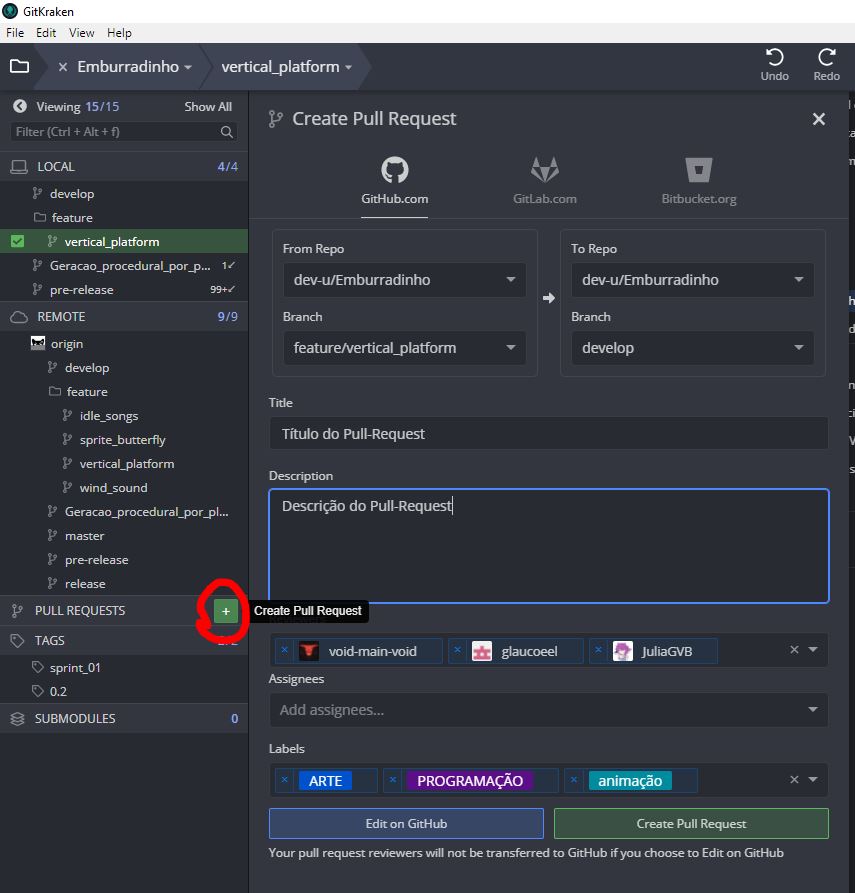 GitKraken
File Edit View Help
Emburradinho
vertical_platform
Undo
Redo
Viewing 15/15 Show All
Filter (Ctrl + Alt + f)
LOCAL 4/4
develop
feature
vertical_platform
Geracao_procedural_por_p... 1
pre-release 99+
REMOTE 9/9
origin
develop
feature
idle_songs
sprite_butterfly
vertical_platform
wind_sound
Geracao_procedural_por_pl...
master
pre-release
release
PULL REQUESTS +
Create Pull Request
TAGS
sprint_01
0.2
SUBMODULES 0
Create Pull Request
GitHub.com
GitLab.com
Bitbucket.org
From Repo
dev-u/Emburradinho
Branch
feature/vertical_platform
To Repo
dev-u/Emburradinho
Branch
develop
Title
Título do Pull-Request
Description
Descrição do Pull-Request
void-main-void
glaucoeel
JuliaGVB
Assignees
Add assignees...
Labels
ARTE
PROGRAMAÇÃO
animação
Edit on GitHub
Create Pull Request
Your pull request reviewers will not be transferred to GitHub if you choose to Edit on GitHub